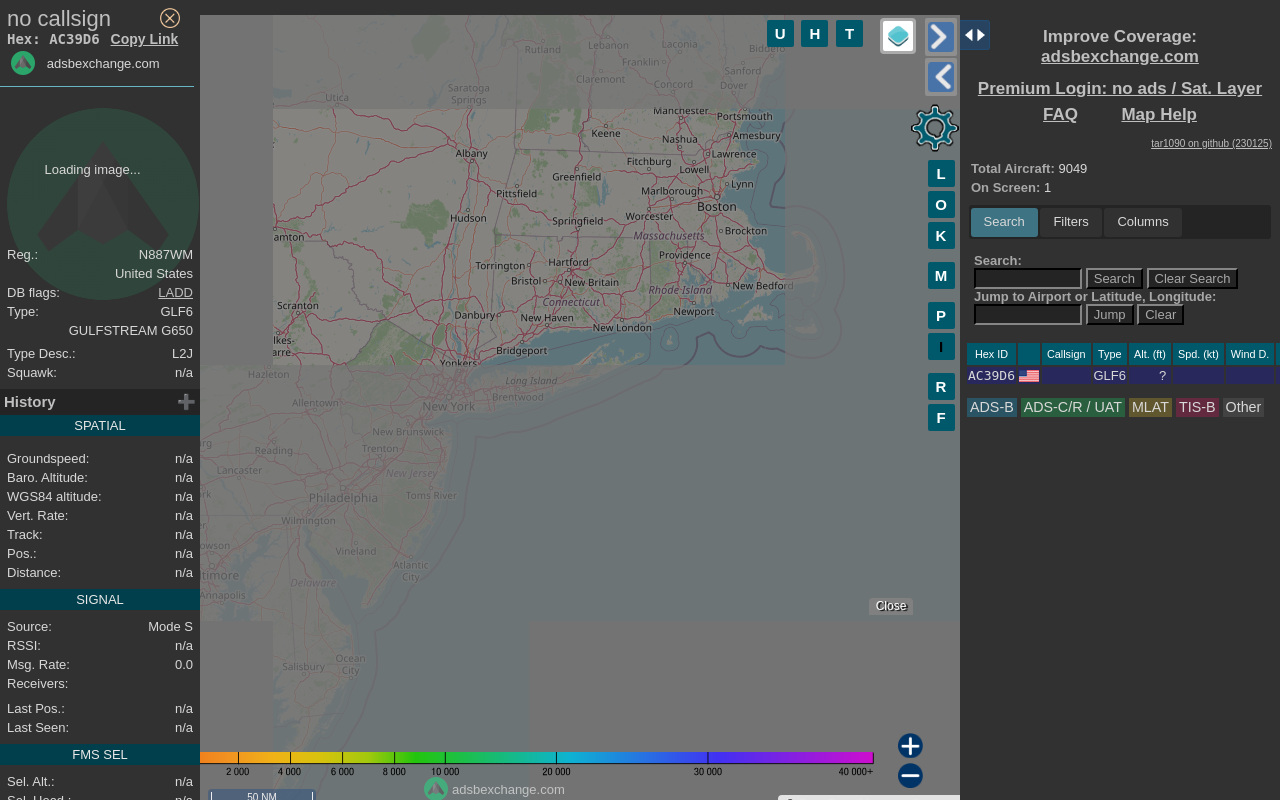 no callsign
Hex: AC39D6 Copy Link
adsbexchange.com
Loading image...
Reg.: N887WM
United States
DB flags: LADD
Type: GLF6
GULFSTREAM G650
Type Desc.: L2J
Squawk: n/a
History
SPATIAL
Groundspeed: n/a
Baro. Altitude: n/a
WGS84 altitude: n/a
Vert. Rate: n/a
Track: n/a
Pos.: n/a
Distance: n/a
SIGNAL
Source: Mode S
RSSI: n/a
Msg. Rate: 0.0
Receivers:
Last Pos.: n/a
Last Seen: n/a
FMS SEL
Sel. Alt.: n/a
Sel. Head.: n/a
U H T
L
O
K
M
P
I
R
F
Rutland
Lebanon
Laconia
Franklin
Sanford
Claremont
Concord
Dover
Utica
Saratoga
Springs
Manchester
Portsmouth
Keene
Nashua
Amesbury
Albany
Fitchburg
Lawrence
Greenfield
Lowell
Pittsfield
Marlborough
Lynn
Hudson
Springfield
Worcester
Boston
Massachusetts
Brockton
Torrington
Hartford
Providence
Bristol
New Britain
Rhode Island
New Bedford
Scranton
Connecticut
Newport
Danbury
New Haven
New London
Bridgeport
Yonkers
Hazleton
Long Island
Brentwood
Allentown
New York
New Brunswick
Reading
Trenton
Lancaster
New Jersey
Philadelphia
Toms River
Wilmington
Vineland
Atlantic
City
Delaware
Annapolis
Ocean
City
Salisbury
Close
2 000 4 000 6 000 8 000 10 000 20 000 30 000 40 000+
adsbexchange.com
50 NM
Improve Coverage:
adsbexchange.com
Premium Login: no ads / Sat. Layer
FAQ Map Help
tar1090 on github (230125)
Total Aircraft: 9049
On Screen: 1
Search Filters Columns
Search:
Search Clear Search
Jump to Airport or Latitude, Longitude:
Jump Clear
Hex ID Callsign Type Alt. (ft) Spd. (kt) Wind D.
AC39D6 GLF6 ?
ADS-B ADS-C/R / UAT MLAT TIS-B Other